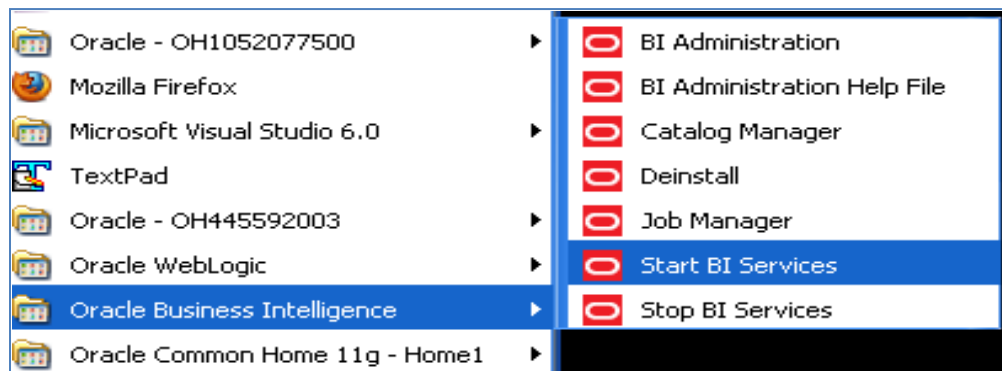 Oracle - OH1052077500
Mozilla Firefox
Microsoft Visual Studio 6.0
TextPad
Oracle - OH445592003
Oracle WebLogic
Oracle Business Intelligence
Oracle Common Home 11g - Home1
BI Administration
BI Administration Help File
Catalog Manager
Deinstall
Job Manager
Start BI Services
Stop BI Services